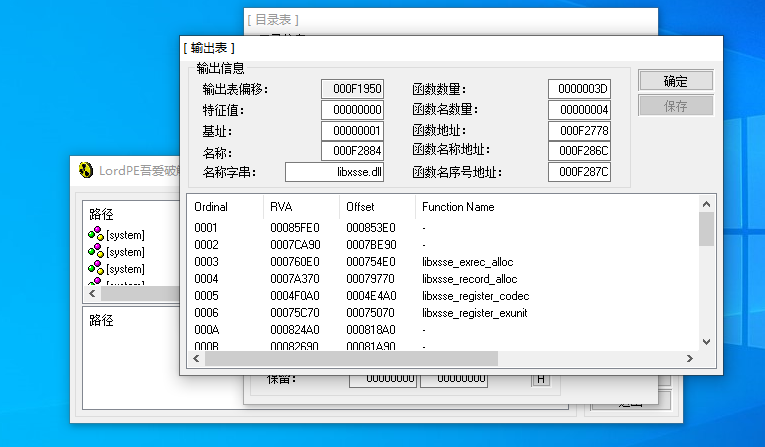 [ 目录表 ]
[ 输出表 ]
输出信息
输出表偏移: 000F1950 函数数量: 0000003D
特征值: 00000000 函数名数量: 00000004
基址: 00000001 函数地址: 000F2778
名称: 000F2884 函数名称地址: 000F286C
名称字串: libxsse.dll 函数名序号地址: 000F287C
确定
保存
LordPE吾爱破解
路径
[system]
[system]
[system]
[system]
路径
Ordinal RVA Offset Function Name
0001 00085FE0 000853E0 -
0002 0007CA90 0007BE90 -
0003 000760E0 000754E0 libxsse_exrec_alloc
0004 0007A370 00079770 libxsse_record_alloc
0005 0004F0A0 0004E4A0 libxsse_register_codec
0006 00075C70 00075070 libxsse_register_exunit
000A 000824A0 000818A0 -
000B 00082690 00081A90 -
保留: 00000000 00000000 H